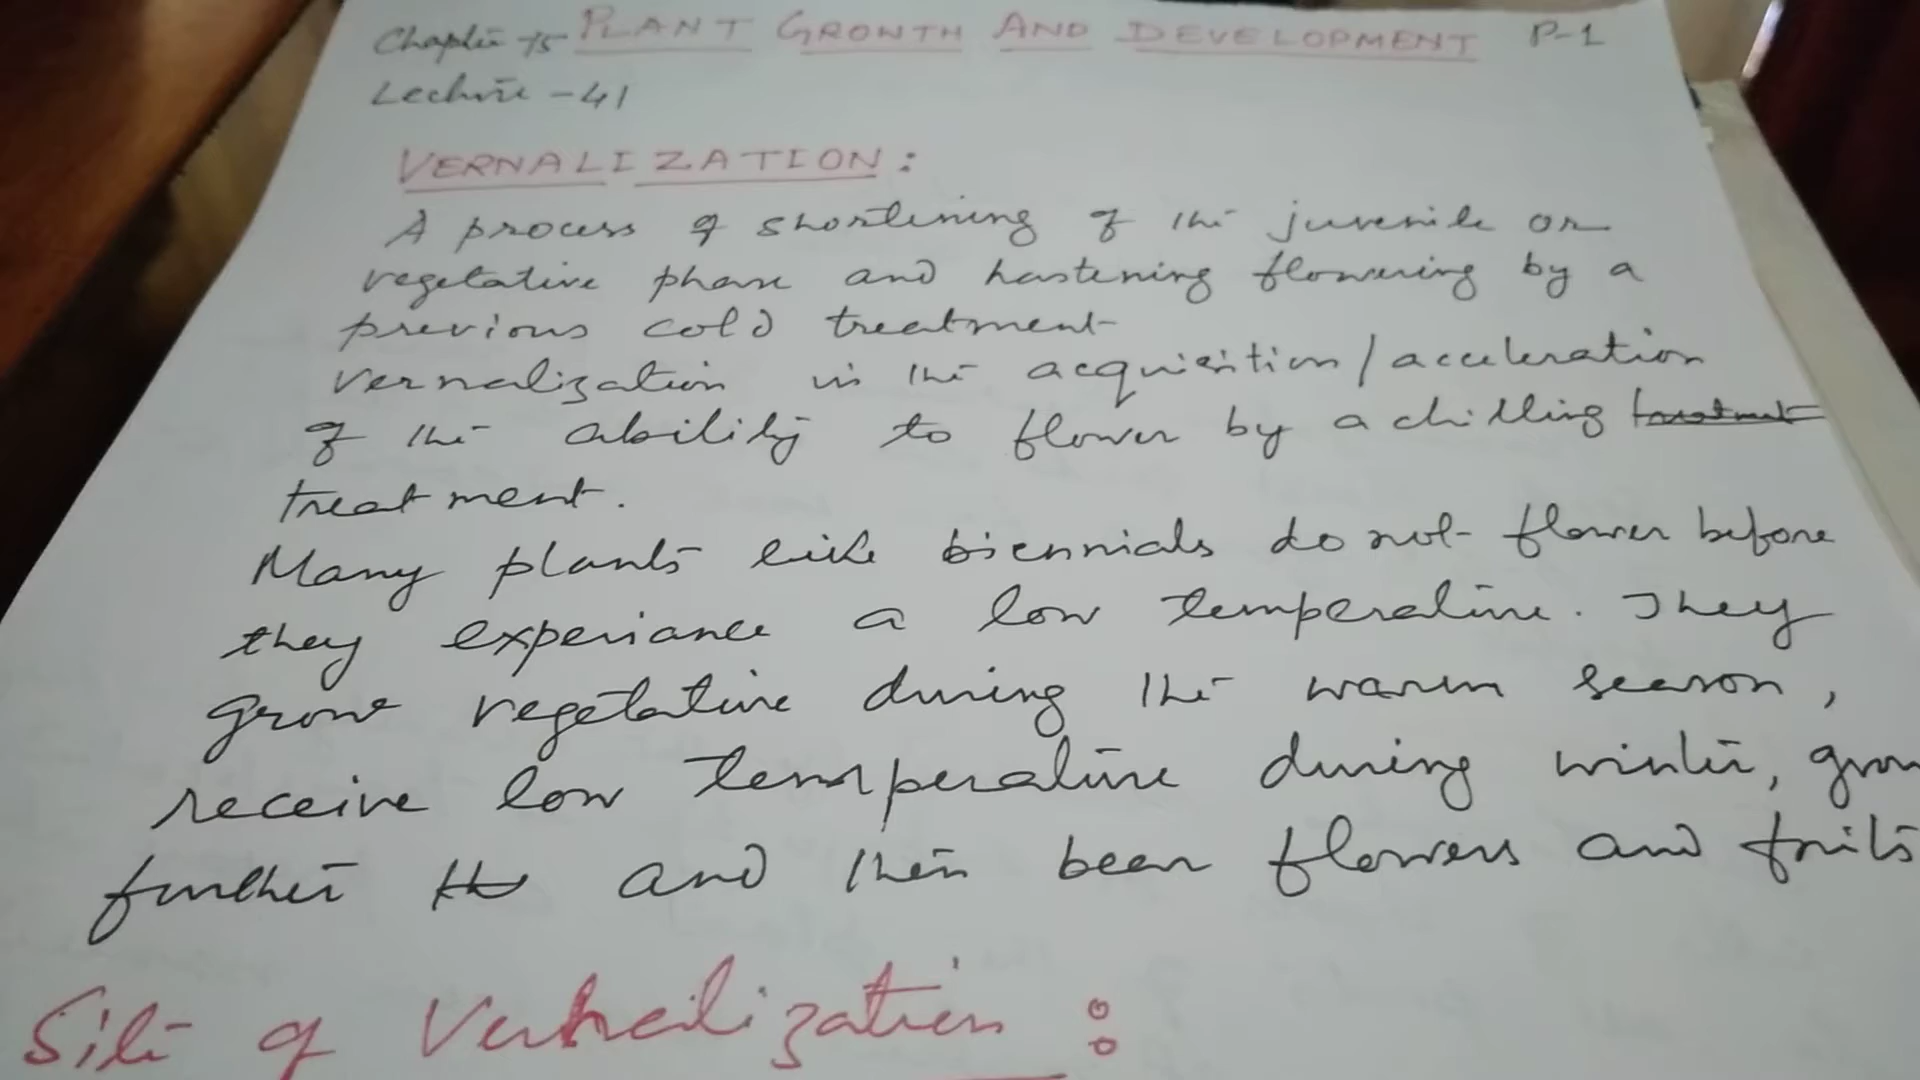 Chapter 15 PLANT GROWTH AND DEVELOPMENT P-1
Lecture - 41
VERNALIZATION :
A process of shortening of the juvenile or
vegetative phase and hastening flowering by a
previous cold treatment
vernalization is the acquisition/acceleration
of the ability to flower by a chilling treatment
treatment.
Many plants like biennials do not flower before
they experiance a low temperature. They
grow vegetative during the warm season,
receive low temperature during winter, grow
further and then bear flowers and fruits
Site of Vernalization :